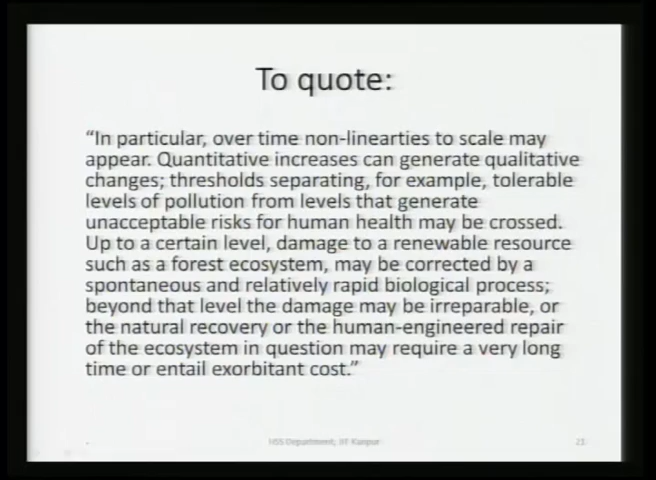 To quote:
“In particular, over time non-linearties to scale may
appear. Quantitative increases can generate qualitative
changes; thresholds separating, for example, tolerable
levels of pollution from levels that generate
unacceptable risks for human health may be crossed.
Up to a certain level, damage to a renewable resource
such as a forest ecosystem, may be corrected by a
spontaneous and relatively rapid biological process;
beyond that level the damage may be irreparable, or
the natural recovery or the human-engineered repair
of the ecosystem in question may require a very long
time or entail exorbitant cost.”
HSS Department, IIT Kanpur
21